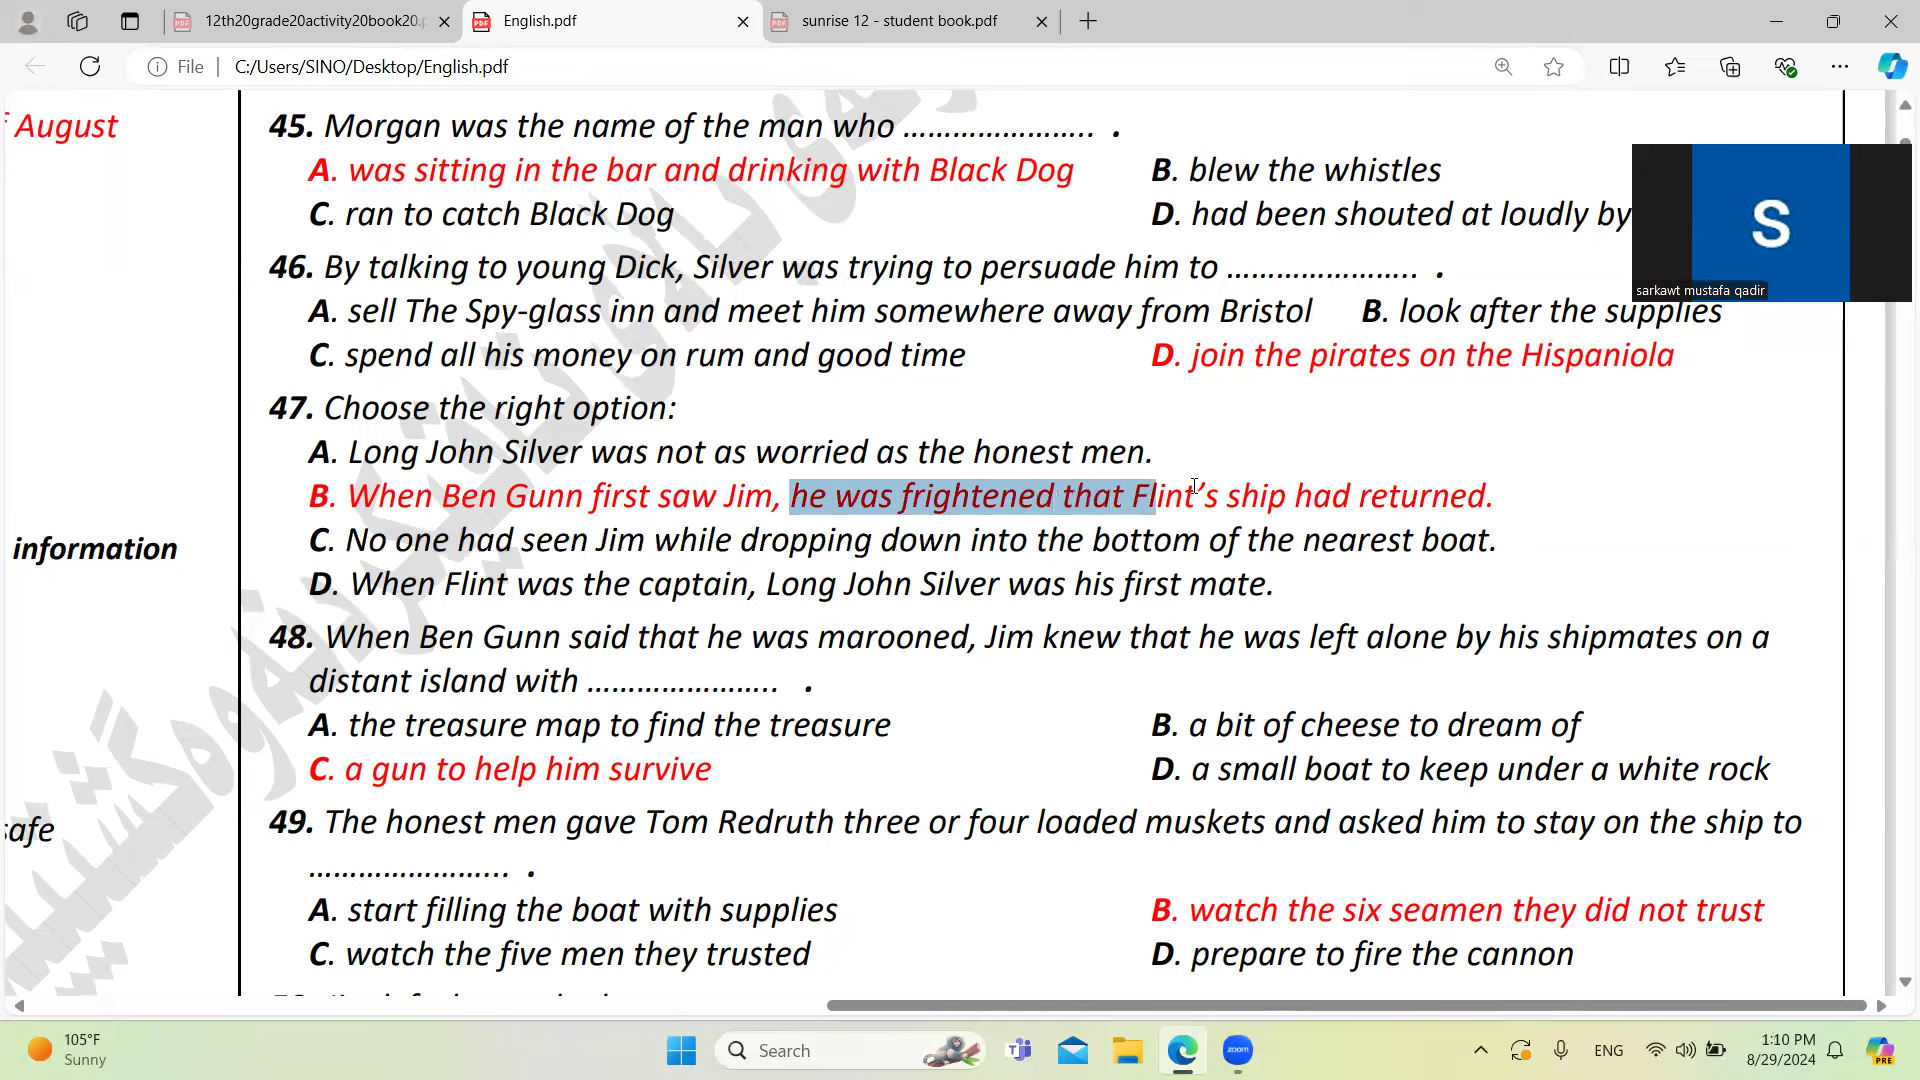 12th20grade20activity20book20.p
English.pdf
sunrise 12 - student book.pdf
File
C:/Users/SINO/Desktop/English.pdf
August
information
safe
45. Morgan was the name of the man who ………………….. .
A. was sitting in the bar and drinking with Black Dog
B. blew the whistles
C. ran to catch Black Dog
D. had been shouted at loudly by
46. By talking to young Dick, Silver was trying to persuade him to ………………….. .
A. sell The Spy-glass inn and meet him somewhere away from Bristol
B. look after the supplies
C. spend all his money on rum and good time
D. join the pirates on the Hispaniola
47. Choose the right option:
A. Long John Silver was not as worried as the honest men.
B. When Ben Gunn first saw Jim, he was frightened that Flint’s ship had returned.
C. No one had seen Jim while dropping down into the bottom of the nearest boat.
D. When Flint was the captain, Long John Silver was his first mate.
48. When Ben Gunn said that he was marooned, Jim knew that he was left alone by his shipmates on a
distant island with ………………….. .
A. the treasure map to find the treasure
B. a bit of cheese to dream of
C. a gun to help him survive
D. a small boat to keep under a white rock
49. The honest men gave Tom Redruth three or four loaded muskets and asked him to stay on the ship to
…………………... .
A. start filling the boat with supplies
B. watch the six seamen they did not trust
C. watch the five men they trusted
D. prepare to fire the cannon
S
sarkawt mustafa qadir
105°F
Sunny
Search
zoom
ENG
1:10 PM
8/29/2024
PRE